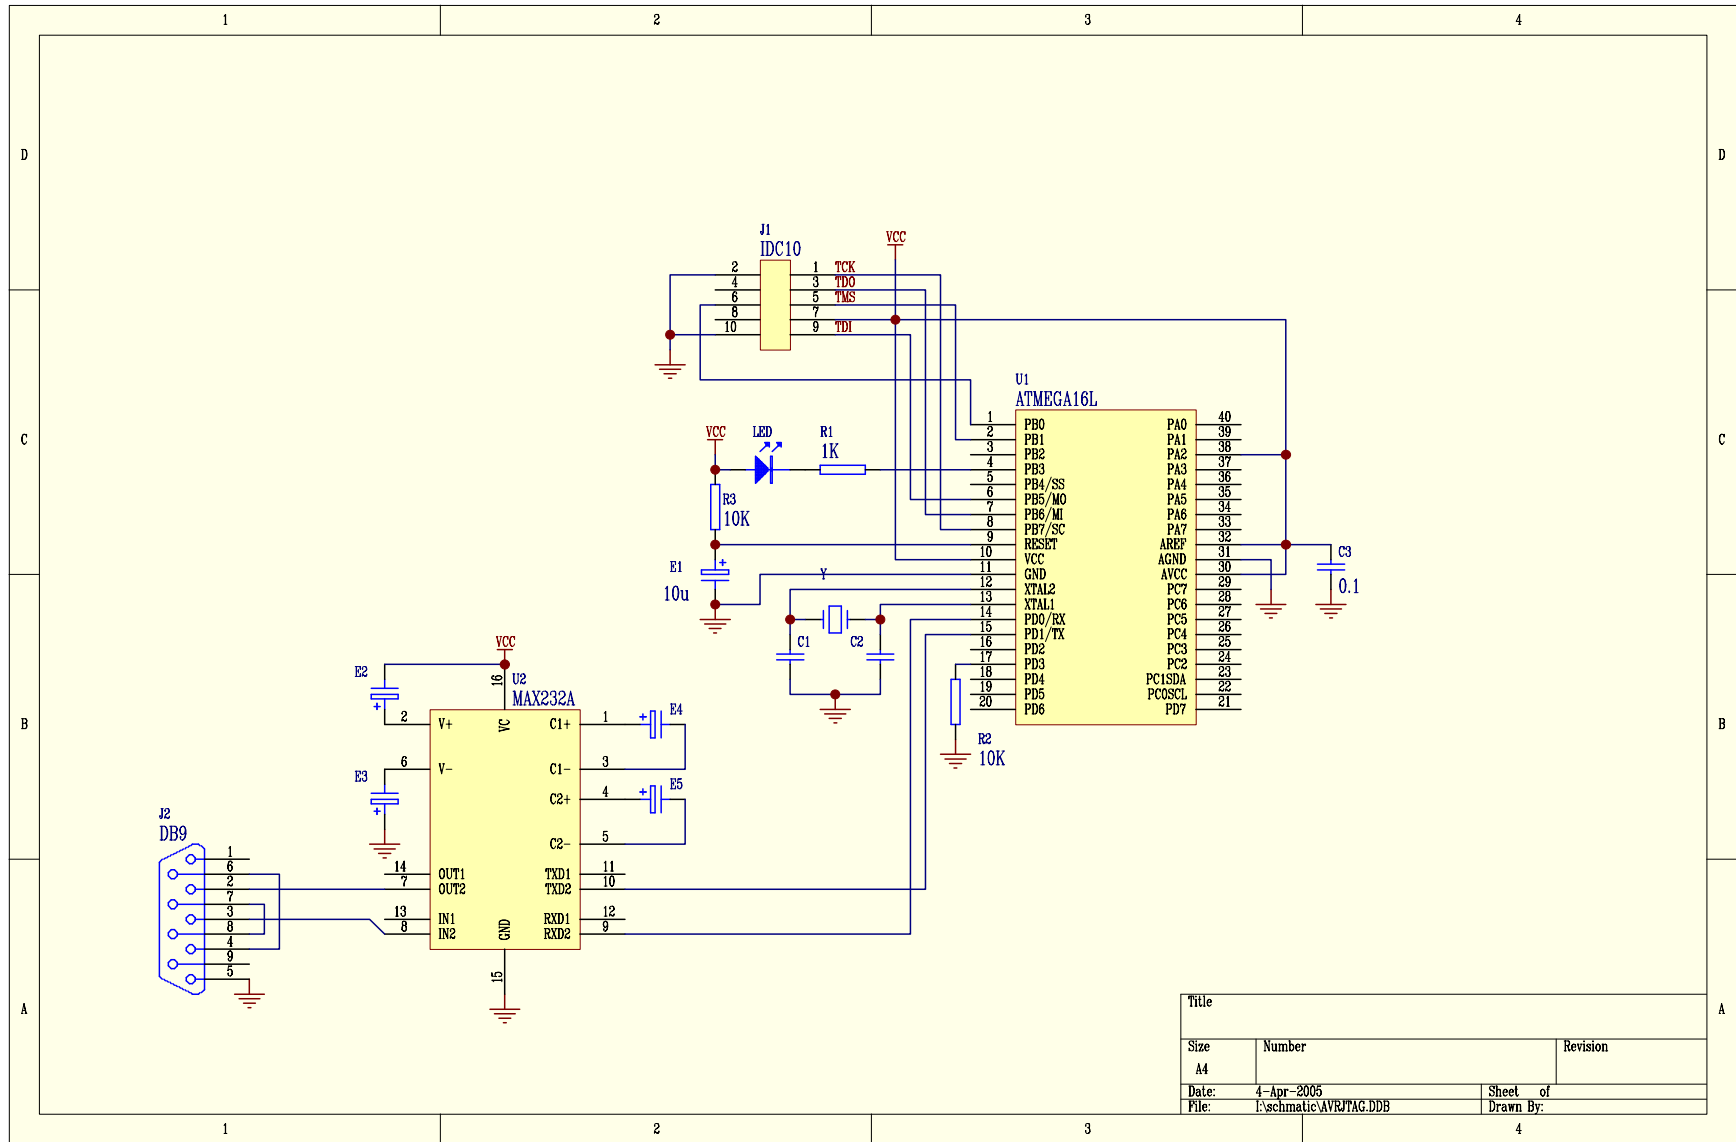 1 2 3 4
D D
C C
B B
A A
J1
IDC10
2 1 TCK
4 3 TDO
6 5 TMS
8 7
10 9 TDI
VCC
U1
ATMEGA16L
1 PB0 PA0 40
2 PB1 PA1 39
3 PB2 PA2 38
4 PB3 PA3 37
5 PB4/SS PA4 36
6 PB5/MO PA5 35
7 PB6/MI PA6 34
8 PB7/SC PA7 33
9 RESET AREF 32
10 VCC AGND 31
11 GND AVCC 30
12 XTAL2 PC7 29
13 XTAL1 PC6 28
14 PD0/RX PC5 27
15 PD1/TX PC4 26
16 PD2 PC3 25
17 PD3 PC2 24
18 PD4 PC1SDA 23
19 PD5 PC0SCL 22
20 PD6 PD7 21
VCC
LED
R1
1K
R3
10K
E1
+
10u
Y
C1
C2
C3
0.1
R2
10K
VCC
E2
+
16
U2
MAX232A
2 V+ VC C1+ 1
+ E4
6 V- C1- 3
E3
+
C2+ 4
+ E5
C2- 5
14 OUT1 TXD1 11
7 OUT2 TXD2 10
13 IN1 RXD1 12
8 IN2 RXD2 9
GND
15
J2
DB9
1
6
2
7
3
8
4
9
5
Title
Size Number Revision
A4
Date: 4-Apr-2005 Sheet of
File: I:\schmatic\AVRJTAG.DDB Drawn By:
1 2 3 4